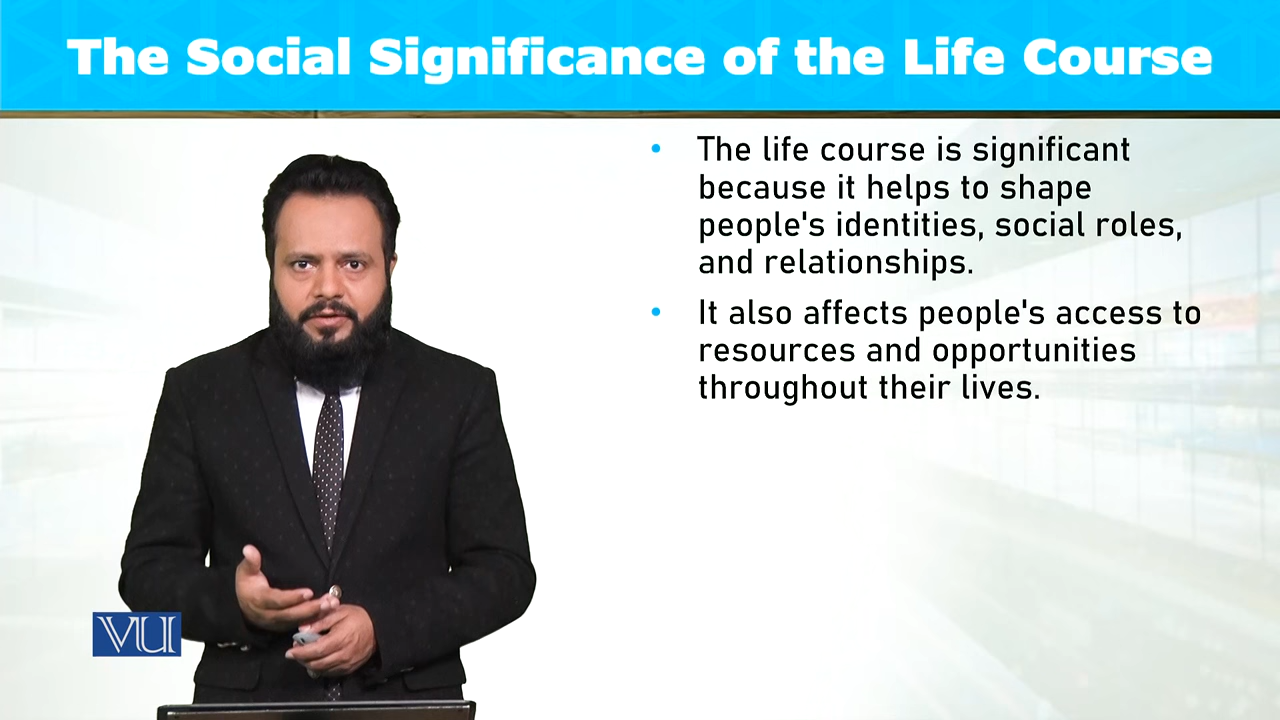 The Social Significance of the Life Course
• The life course is significant
because it helps to shape
people's identities, social roles,
and relationships.
• It also affects people's access to
resources and opportunities
throughout their lives.
VU